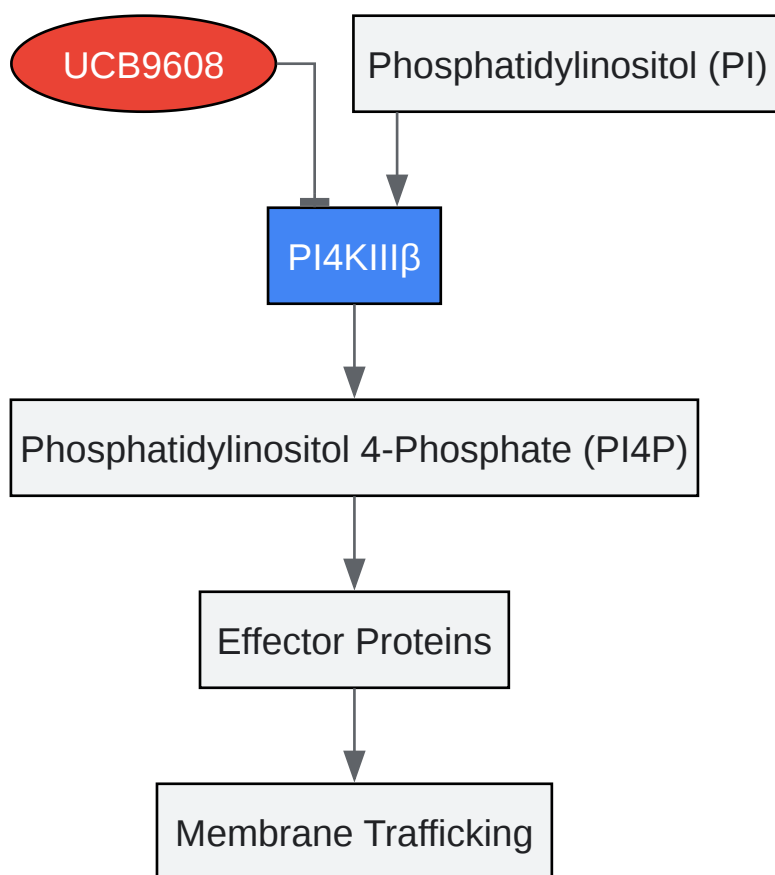 UCB9608
Phosphatidylinositol (PI)
PI4KIIIβ
Phosphatidylinositol 4-Phosphate (PI4P)
Effector Proteins
Membrane Trafficking